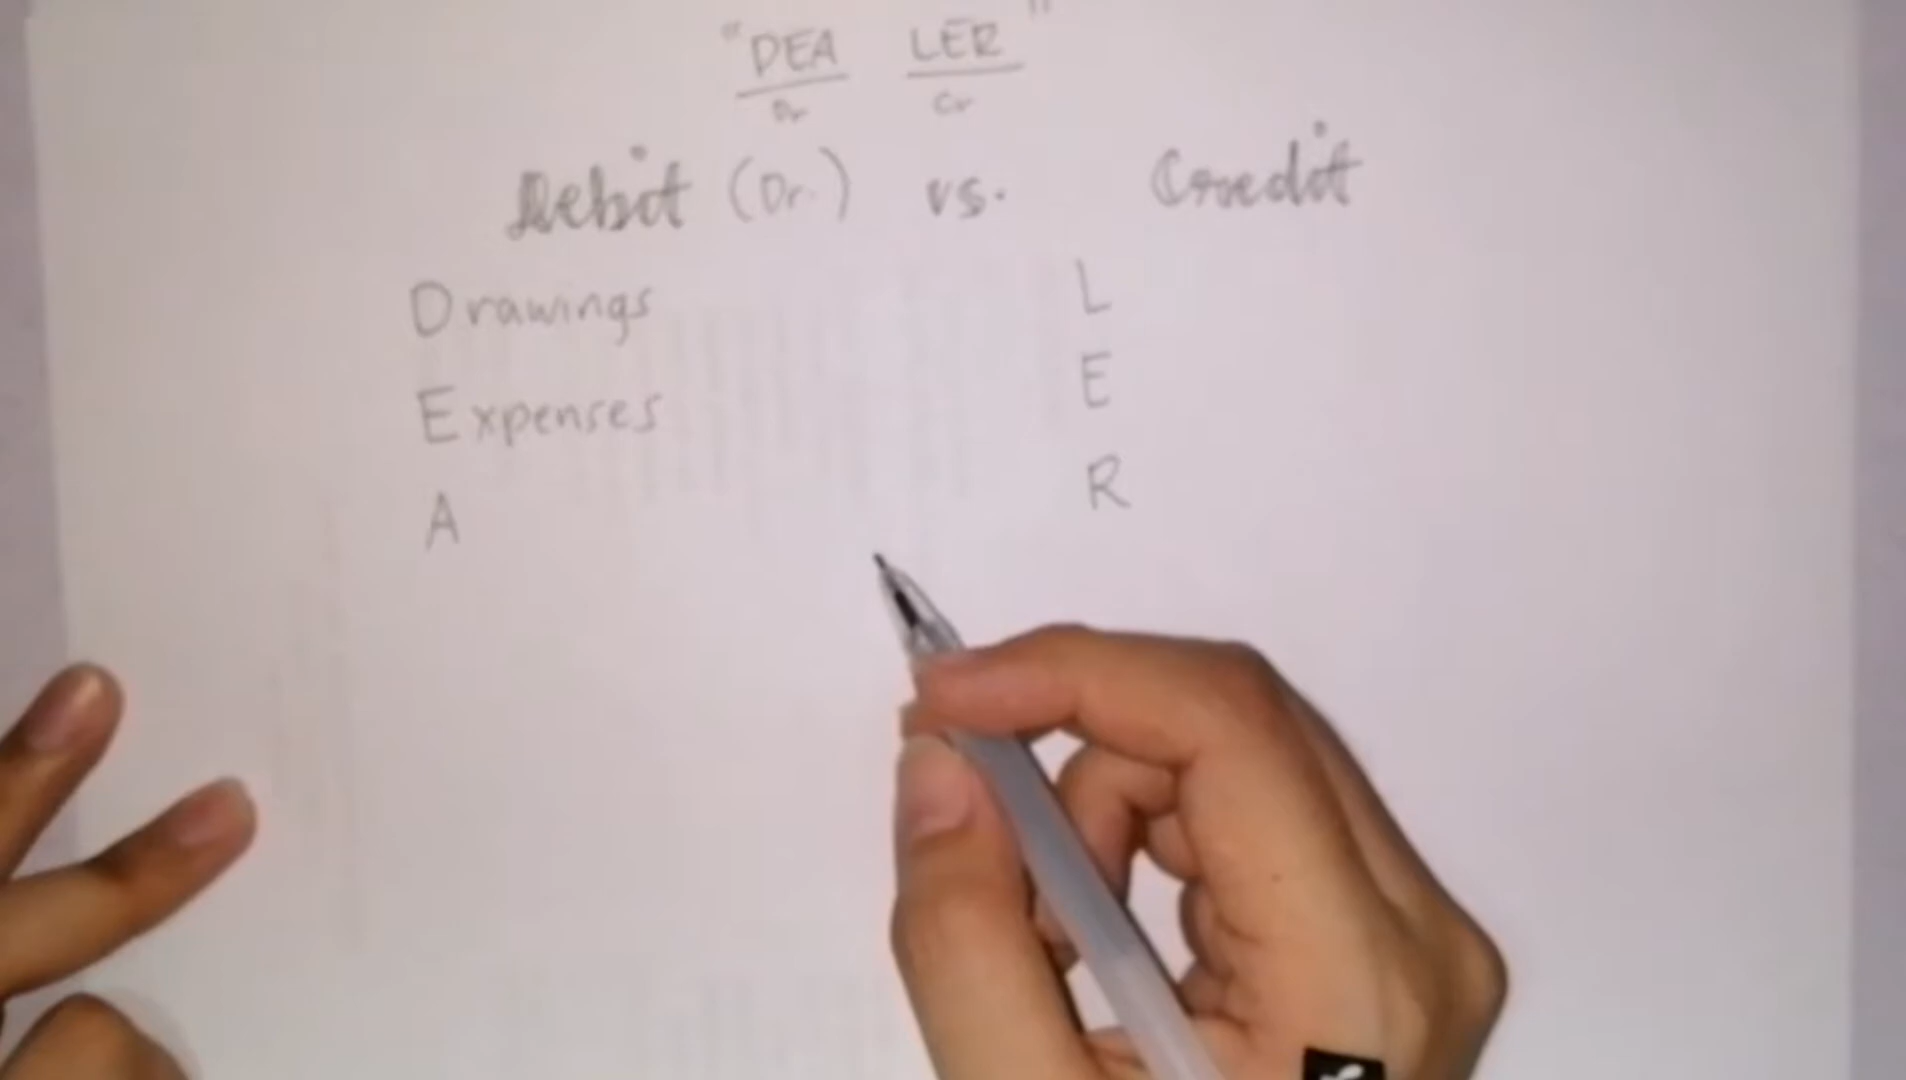 "DEA LER"
Dr Cr
Debit (Dr.) vs. Credit
Drawings L
Expenses E
A R